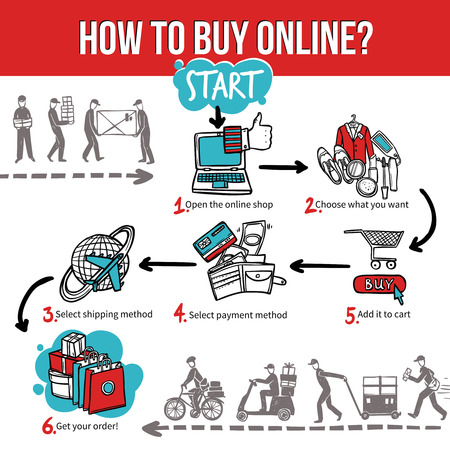 HOW TO BUY ONLINE?
START
1. Open the online shop
2. Choose what you want
3. Select shipping method
4. Select payment method
BUY
5. Add it to cart
6. Get your order!